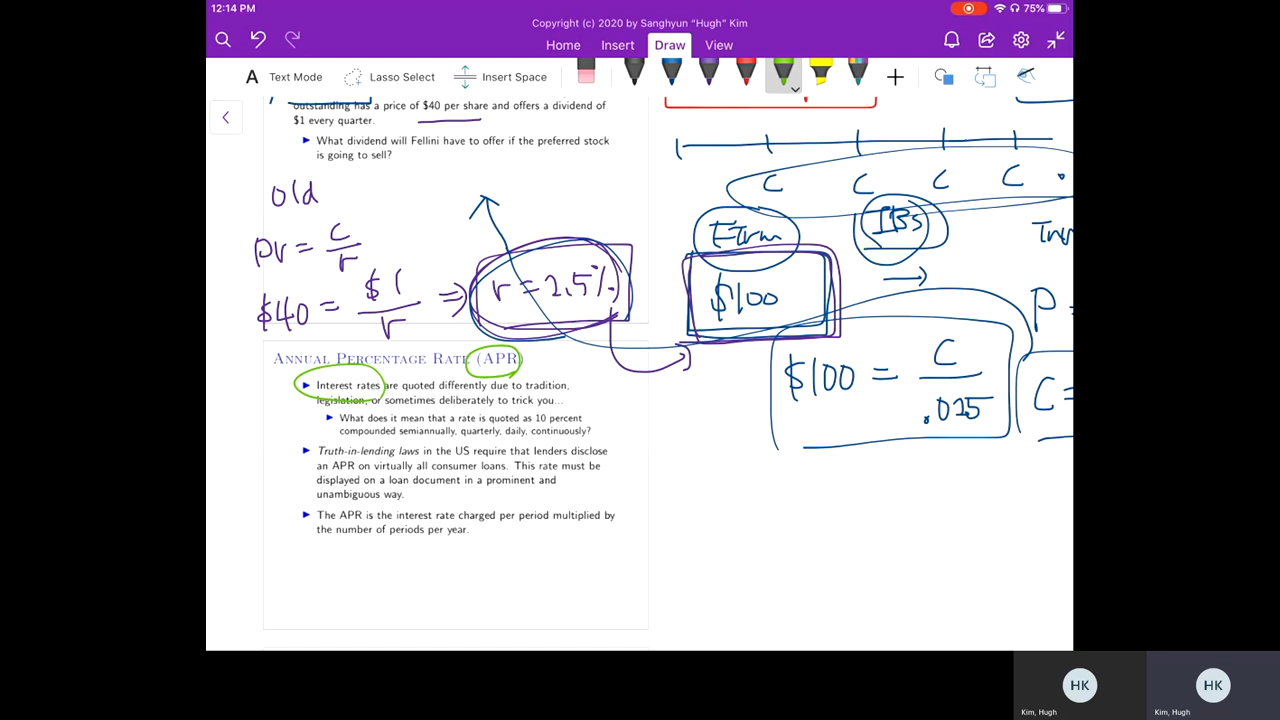 12:14 PM
75%
Copyright (c) 2020 by Sanghyun "Hugh" Kim
Home Insert Draw View
A Text Mode Lasso Select Insert Space
outstanding has a price of $40 per share and offers a dividend of
$1 every quarter.
What dividend will Fellini have to offer if the preferred stock
is going to sell?
old
PV = C / r
$40 = $1 / r ⇒ r = 2.5%
C C C C
Firm IBs
$100
P =
$100 = C / .025
C =
ANNUAL PERCENTAGE RATE (APR)
Interest rates are quoted differently due to tradition,
legislation, or sometimes deliberately to trick you...
What does it mean that a rate is quoted as 10 percent
compounded semiannually, quarterly, daily, continuously?
Truth-in-lending laws in the US require that lenders disclose
an APR on virtually all consumer loans. This rate must be
displayed on a loan document in a prominent and
unambiguous way.
The APR is the interest rate charged per period multiplied by
the number of periods per year.
HK HK
Kim, Hugh Kim, Hugh